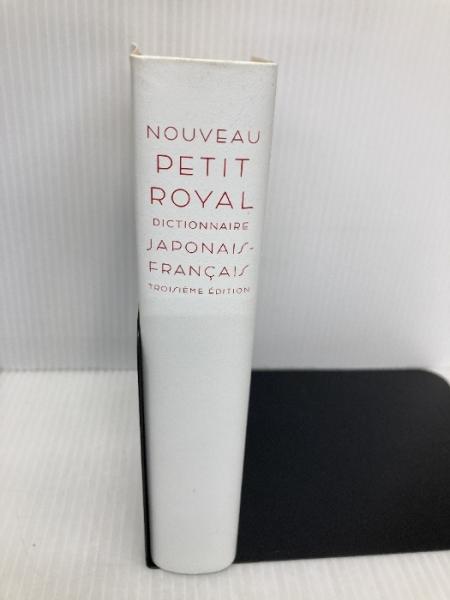 NOUVEAU
PETIT
ROYAL
DICTIONNAIRE
JAPONAIS-
FRANÇAIS
TROISIÈME ÉDITION